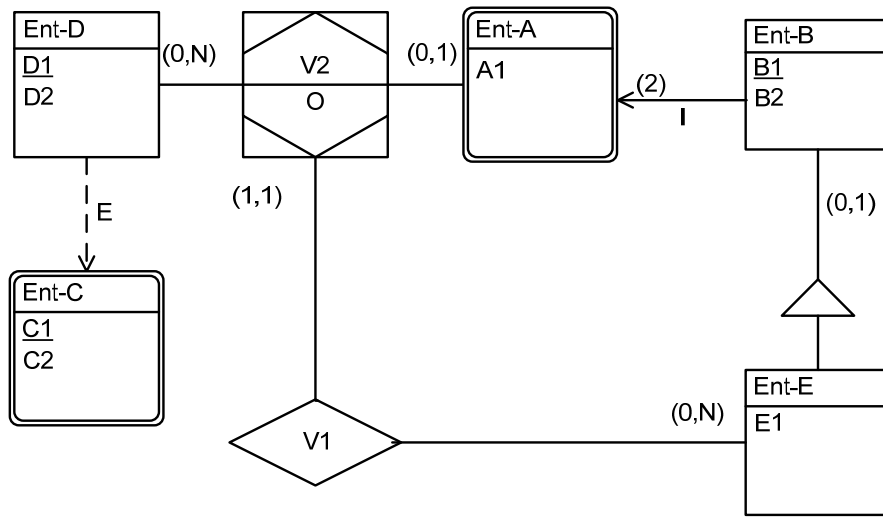 Ent-D
D1
D2
(0,N)
V2
O
(0,1)
Ent-A
A1
(2)
I
Ent-B
B1
B2
E
(1,1)
(0,1)
Ent-C
C1
C2
V1
(0,N)
Ent-E
E1